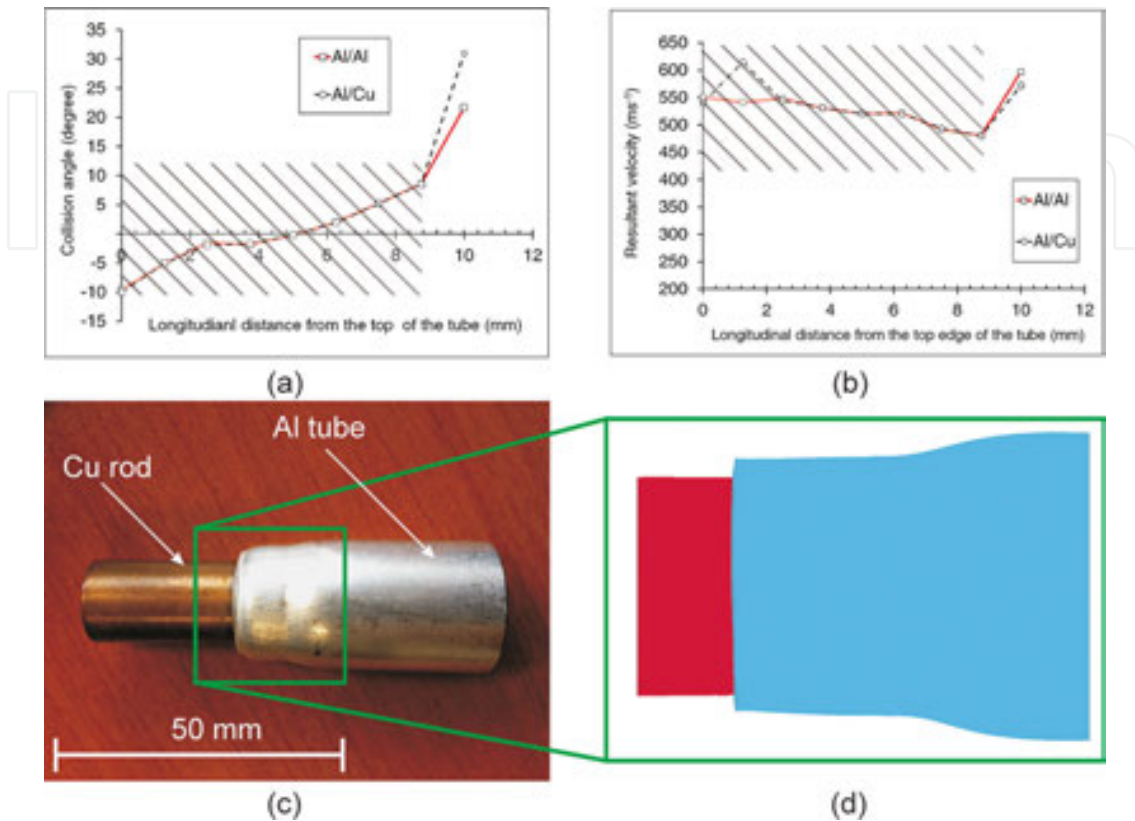 35
30
25
20
15
10
5
-5
-10
-15
0
2
4
6
8
10
12
Collision angle (degree)
Al/Al
Al/Cu
Longitudianl distance from the top of the tube (mm)
(a)
650
600
550
500
450
400
350
300
250
200
0
2
4
6
8
10
12
Resultant velocity (ms⁻¹)
Al/Al
Al/Cu
Longitudinal distance from the top edge of the tube (mm)
(b)
Al tube
Cu rod
50 mm
(c)
(d)